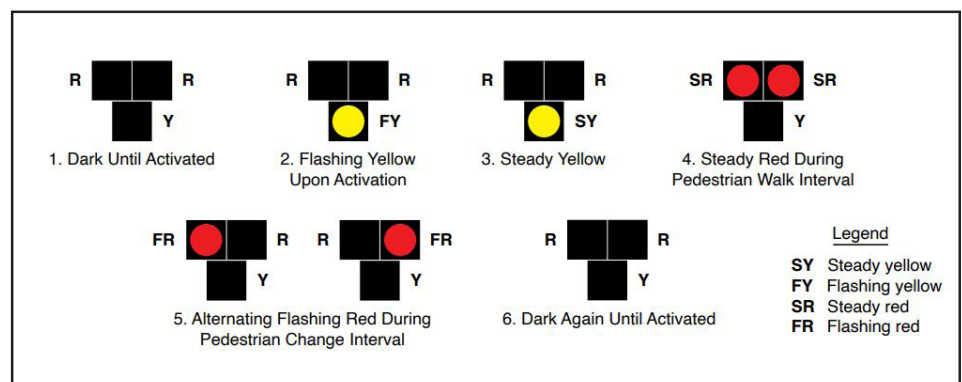 R R
Y
1. Dark Until Activated
R R
FY
2. Flashing Yellow
Upon Activation
R R
SY
3. Steady Yellow
SR SR
Y
4. Steady Red During
Pedestrian Walk Interval
FR R
Y
R FR
Y
5. Alternating Flashing Red During
Pedestrian Change Interval
R R
Y
6. Dark Again Until Activated
Legend
SY Steady yellow
FY Flashing yellow
SR Steady red
FR Flashing red